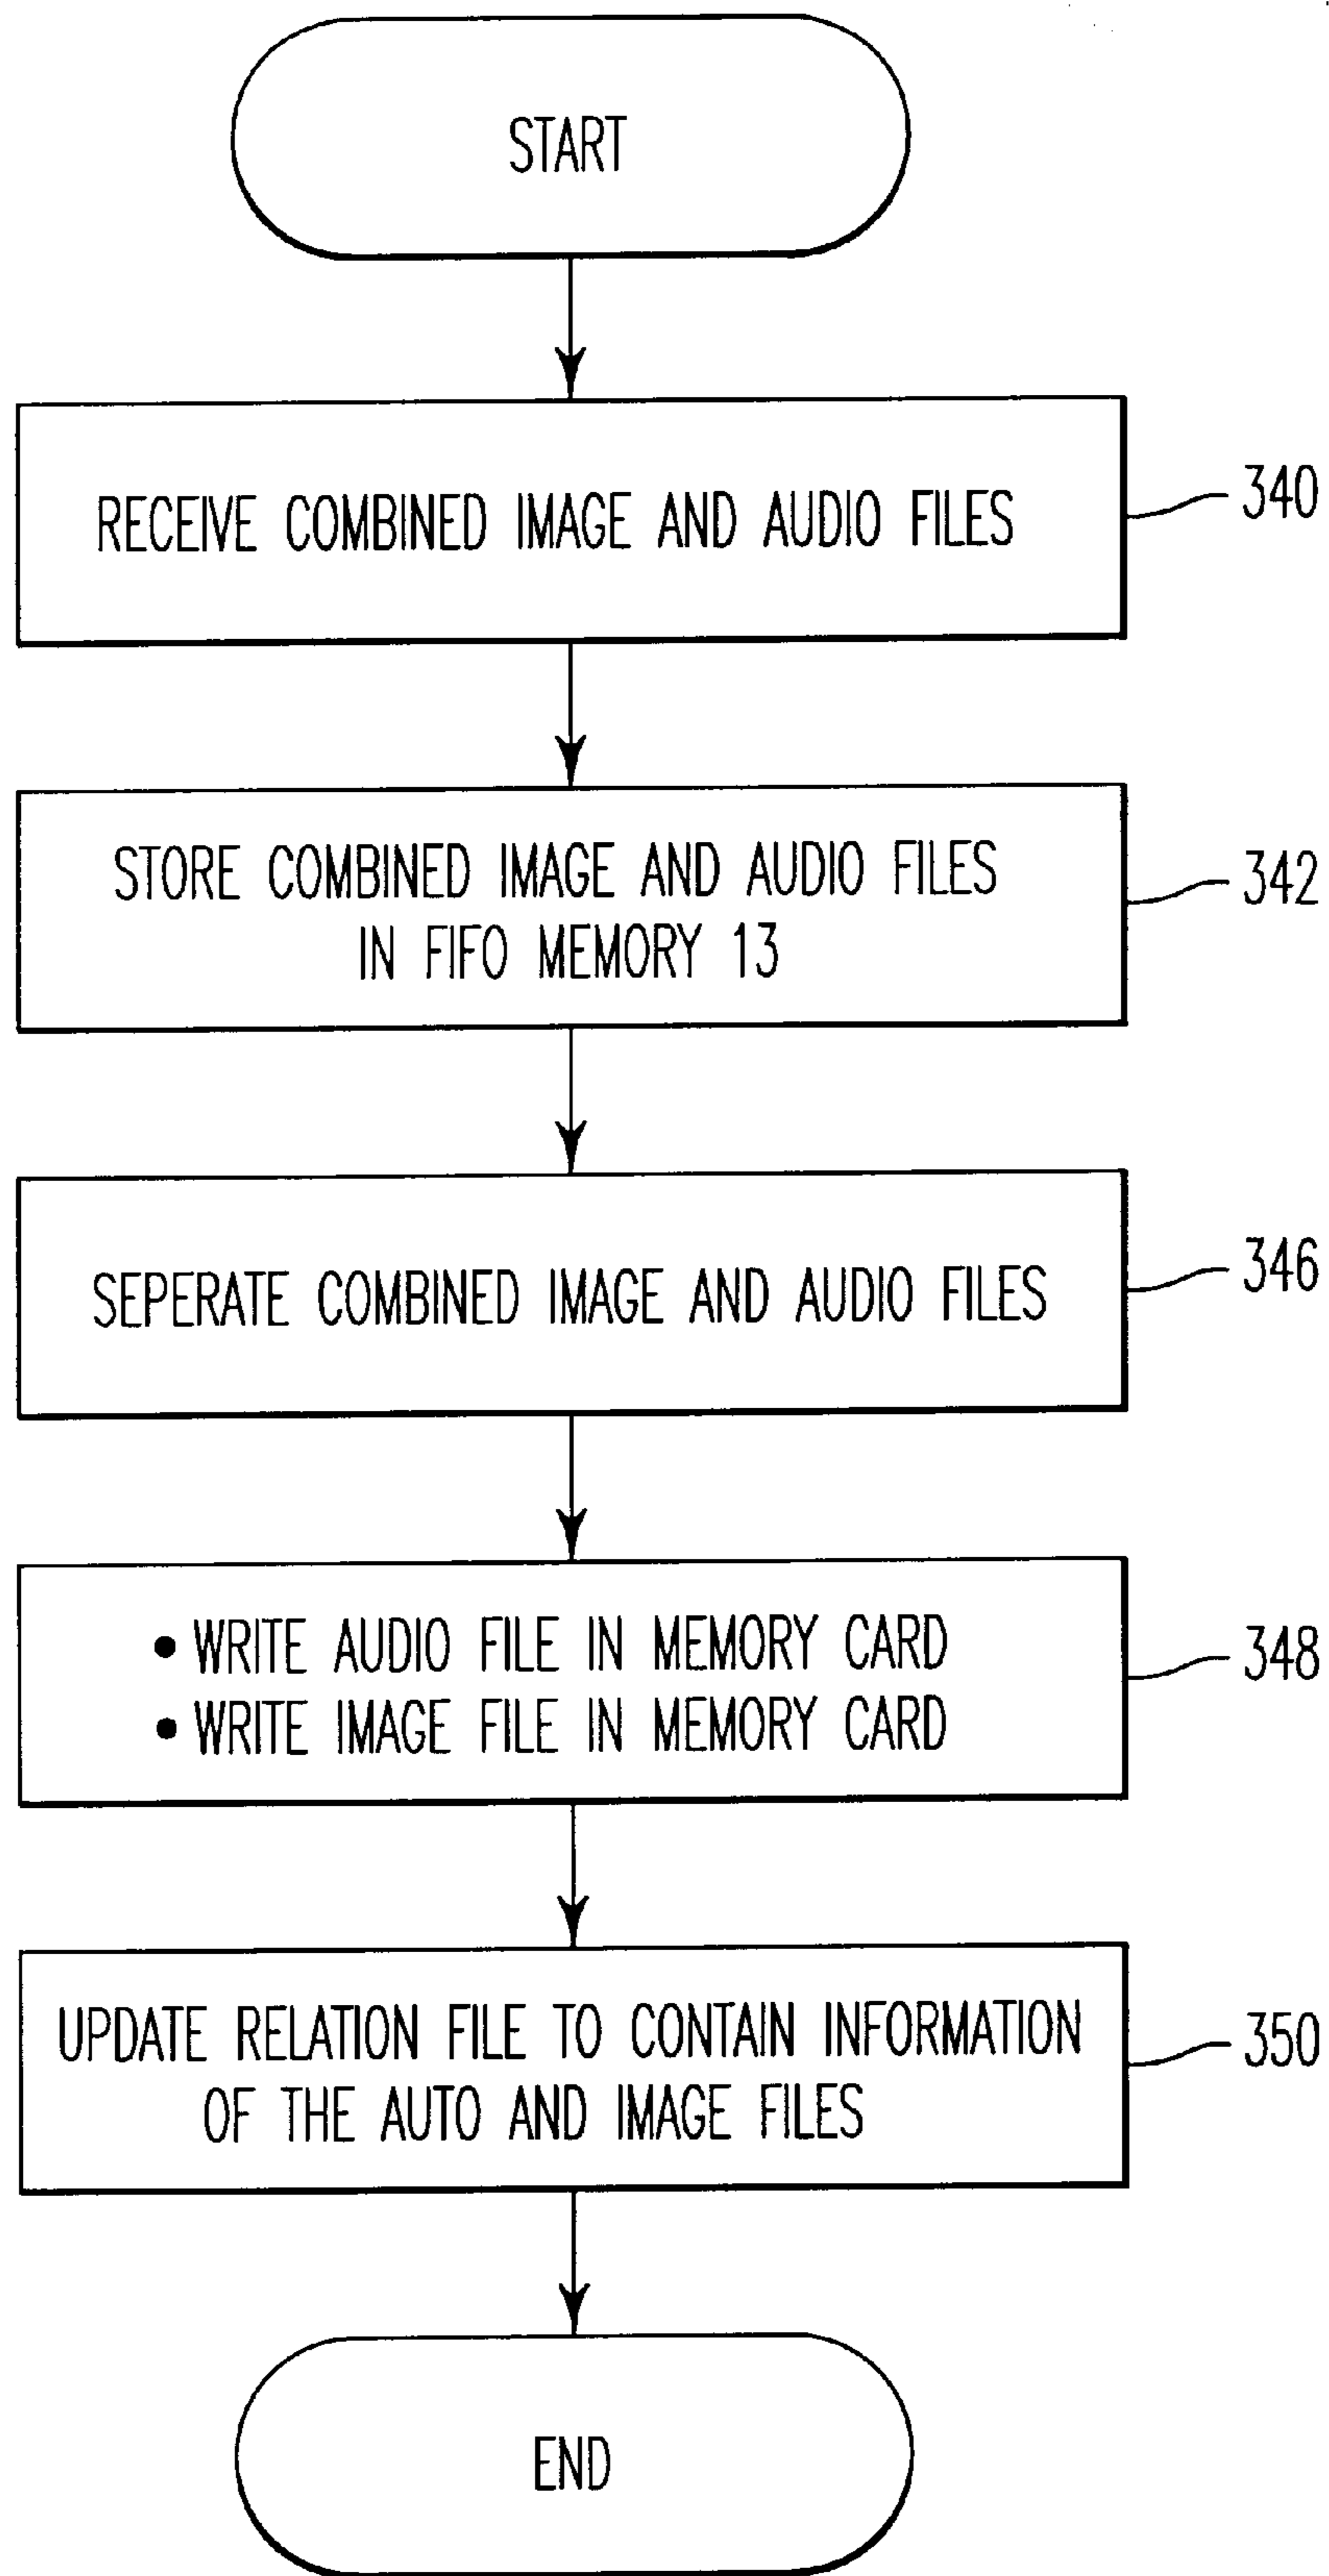 START
RECEIVE COMBINED IMAGE AND AUDIO FILES
340
STORE COMBINED IMAGE AND AUDIO FILES
IN FIFO MEMORY 13
342
SEPERATE COMBINED IMAGE AND AUDIO FILES
346
• WRITE AUDIO FILE IN MEMORY CARD
• WRITE IMAGE FILE IN MEMORY CARD
348
UPDATE RELATION FILE TO CONTAIN INFORMATION
OF THE AUTO AND IMAGE FILES
350
END